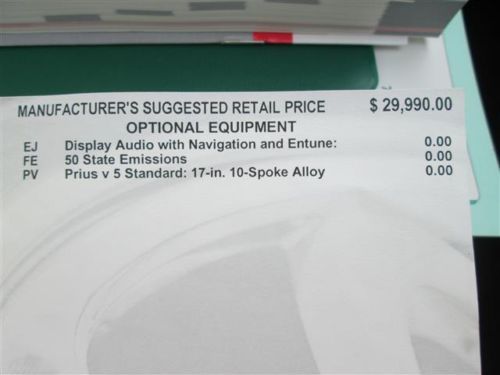 MANUFACTURER'S SUGGESTED RETAIL PRICE $ 29,990.00
OPTIONAL EQUIPMENT
EJ Display Audio with Navigation and Entune: 0.00
FE 50 State Emissions 0.00
PV Prius v 5 Standard: 17-in. 10-Spoke Alloy 0.00